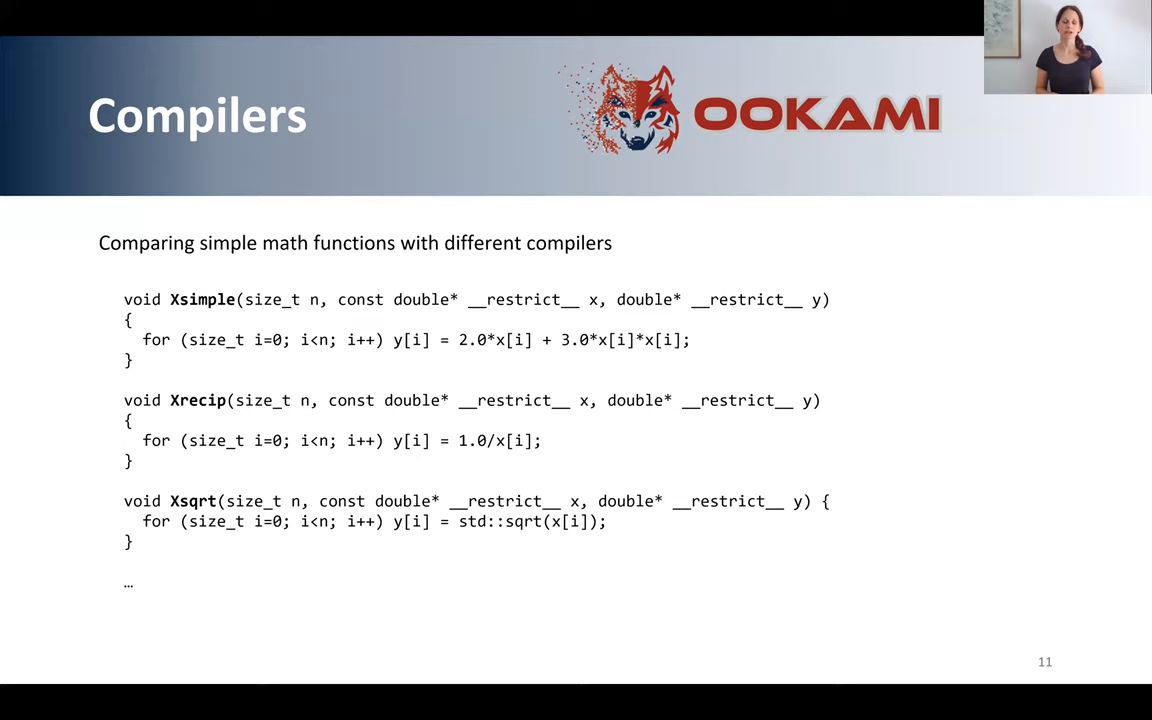 Compilers
OOKAMI
Comparing simple math functions with different compilers
void Xsimple(size_t n, const double* __restrict__ x, double* __restrict__ y)
{
  for (size_t i=0; i<n; i++) y[i] = 2.0*x[i] + 3.0*x[i]*x[i];
}
void Xrecip(size_t n, const double* __restrict__ x, double* __restrict__ y)
{
  for (size_t i=0; i<n; i++) y[i] = 1.0/x[i];
}
void Xsqrt(size_t n, const double* __restrict__ x, double* __restrict__ y) {
  for (size_t i=0; i<n; i++) y[i] = std::sqrt(x[i]);
}
…
11